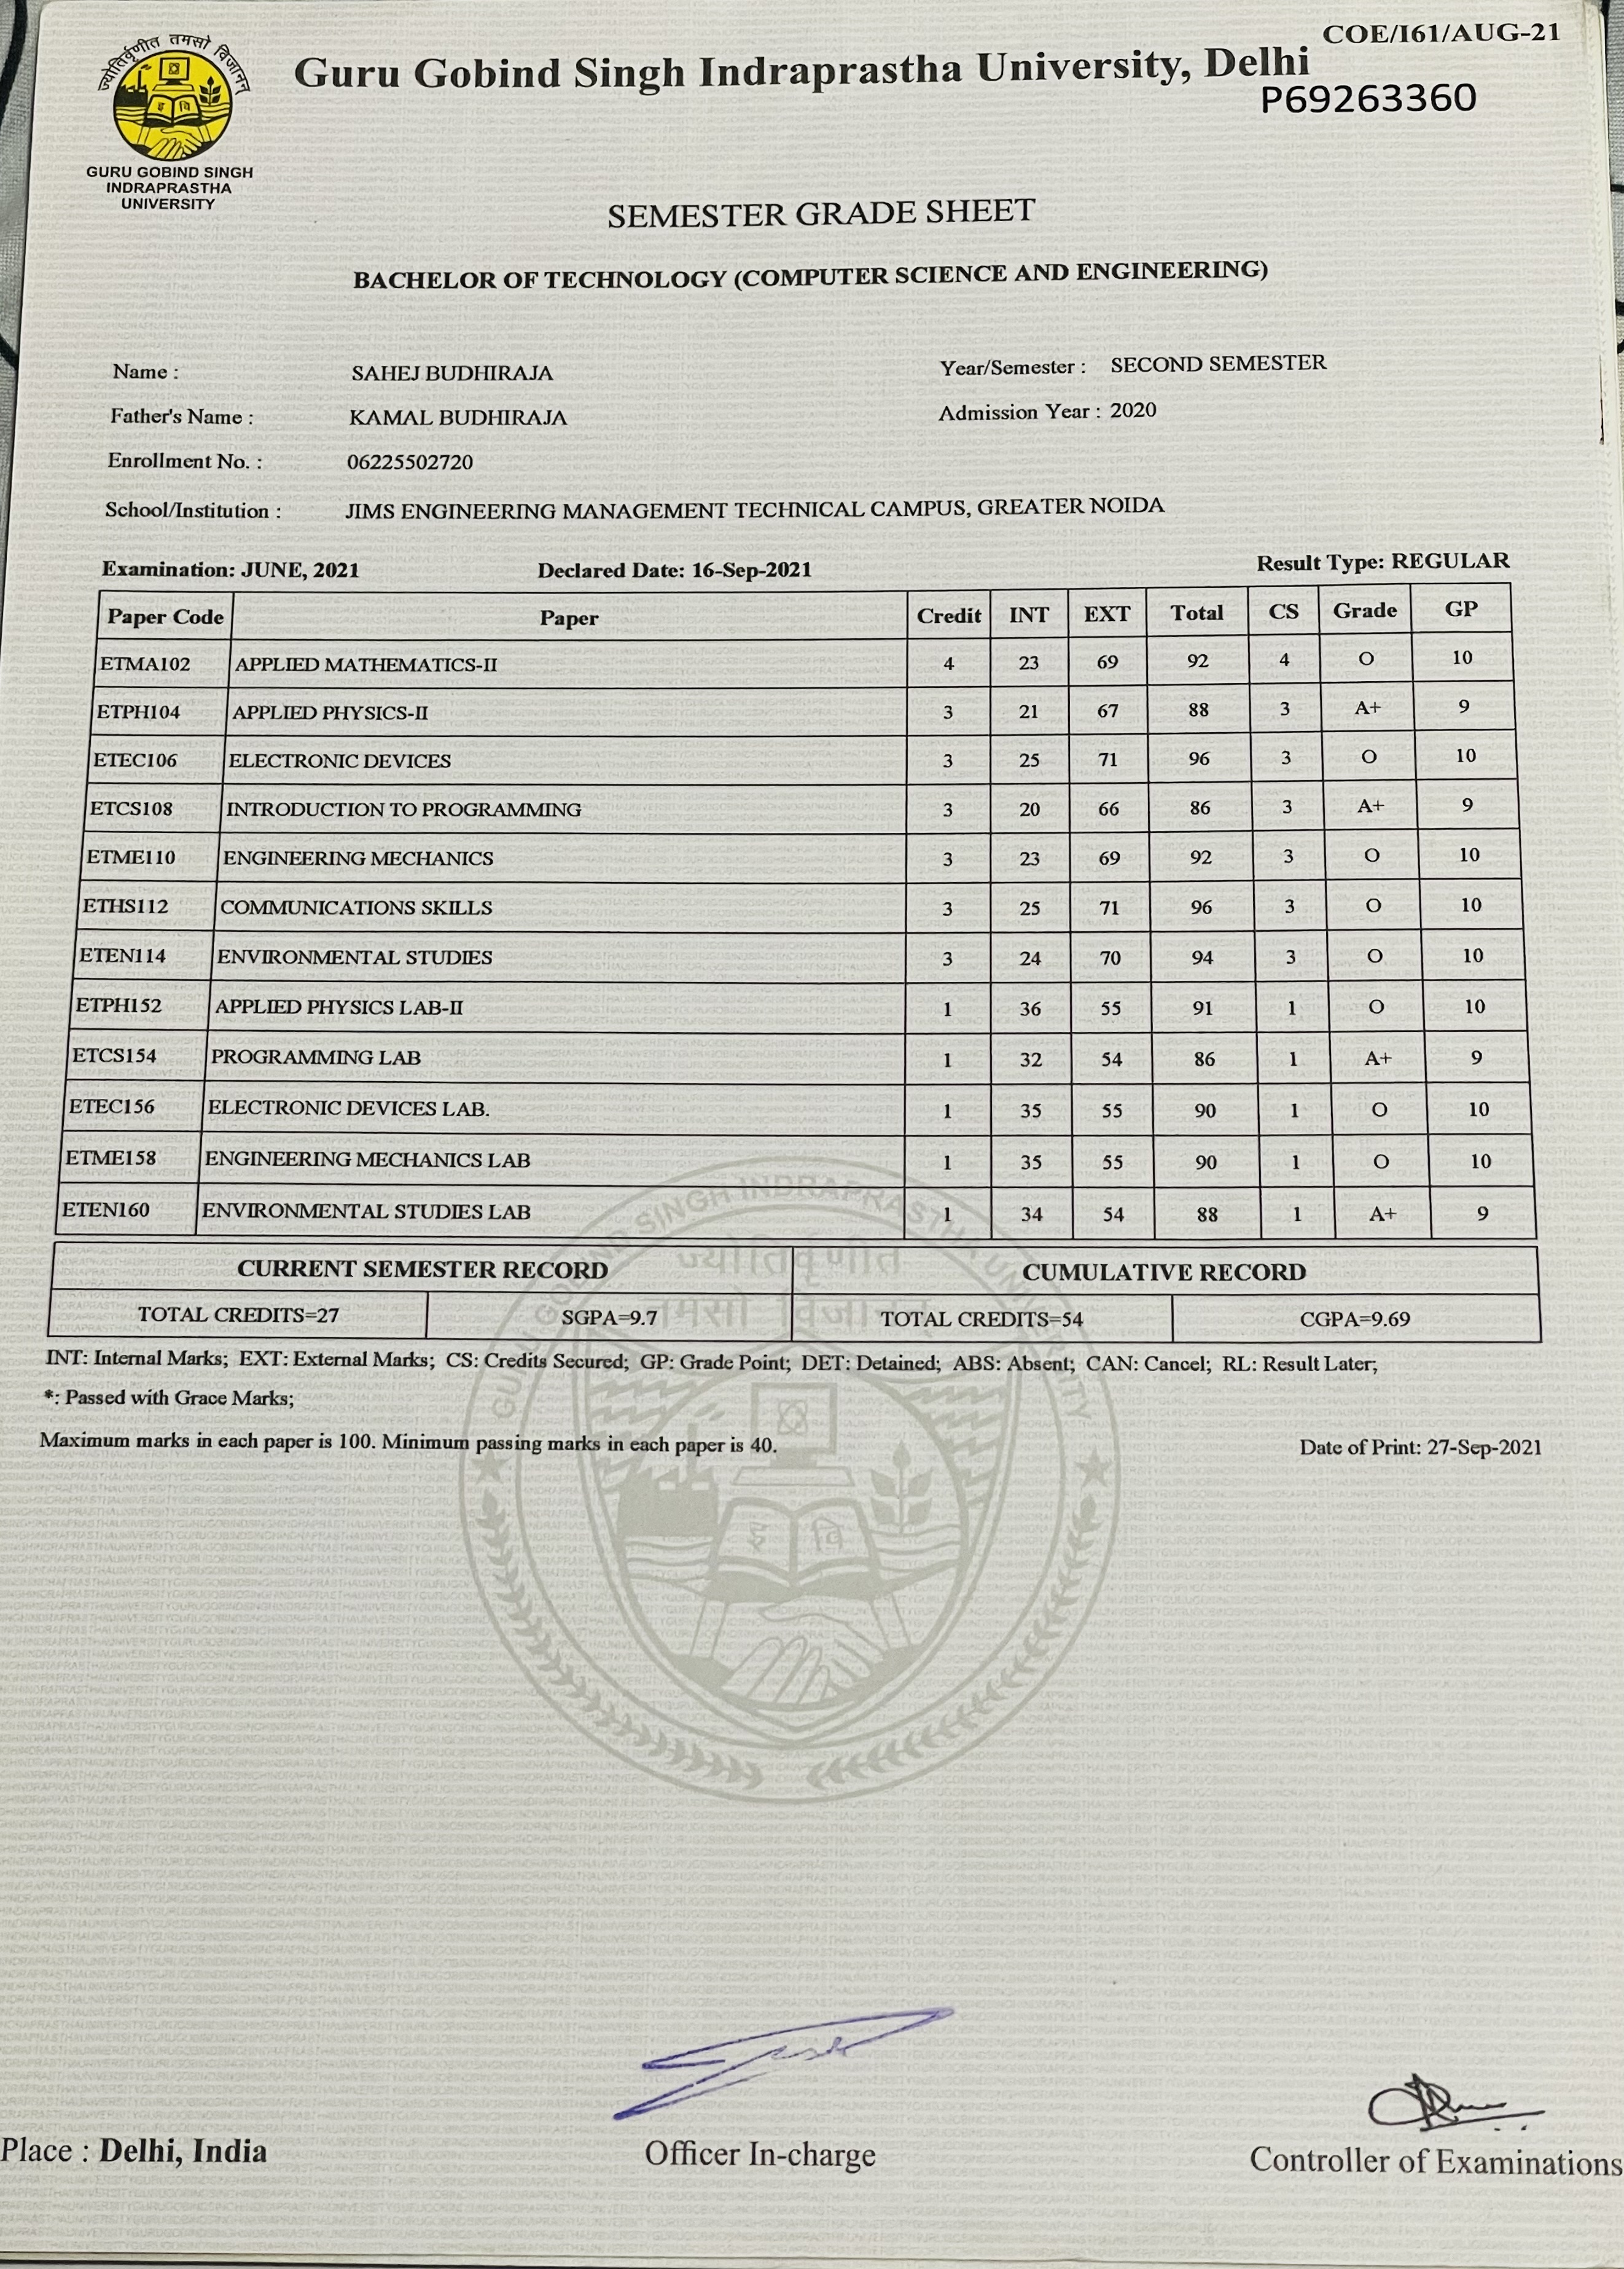 COE/I61/AUG-21
ज्योतिर्वृणीत तमसो विजानन्
Guru Gobind Singh Indraprastha University, Delhi
P69263360
इ वि
GURU GOBIND SINGH
INDRAPRASTHA
UNIVERSITY
SEMESTER GRADE SHEET
BACHELOR OF TECHNOLOGY (COMPUTER SCIENCE AND ENGINEERING)
Name : SAHEJ BUDHIRAJA Year/Semester : SECOND SEMESTER
Father's Name : KAMAL BUDHIRAJA Admission Year : 2020
Enrollment No. : 06225502720
School/Institution : JIMS ENGINEERING MANAGEMENT TECHNICAL CAMPUS, GREATER NOIDA
Examination: JUNE, 2021 Declared Date: 16-Sep-2021 Result Type: REGULAR
Paper Code Paper Credit INT EXT Total CS Grade GP
ETMA102 APPLIED MATHEMATICS-II 4 23 69 92 4 O 10
ETPH104 APPLIED PHYSICS-II 3 21 67 88 3 A+ 9
ETEC106 ELECTRONIC DEVICES 3 25 71 96 3 O 10
ETCS108 INTRODUCTION TO PROGRAMMING 3 20 66 86 3 A+ 9
ETME110 ENGINEERING MECHANICS 3 23 69 92 3 O 10
ETHS112 COMMUNICATIONS SKILLS 3 25 71 96 3 O 10
ETEN114 ENVIRONMENTAL STUDIES 3 24 70 94 3 O 10
ETPH152 APPLIED PHYSICS LAB-II 1 36 55 91 1 O 10
ETCS154 PROGRAMMING LAB 1 32 54 86 1 A+ 9
ETEC156 ELECTRONIC DEVICES LAB. 1 35 55 90 1 O 10
ETME158 ENGINEERING MECHANICS LAB 1 35 55 90 1 O 10
ETEN160 ENVIRONMENTAL STUDIES LAB 1 34 54 88 1 A+ 9
CURRENT SEMESTER RECORD CUMULATIVE RECORD
TOTAL CREDITS=27 SGPA=9.7 TOTAL CREDITS=54 CGPA=9.69
INT: Internal Marks; EXT: External Marks; CS: Credits Secured; GP: Grade Point; DET: Detained; ABS: Absent; CAN: Cancel; RL: Result Later;
*: Passed with Grace Marks;
Maximum marks in each paper is 100. Minimum passing marks in each paper is 40. Date of Print: 27-Sep-2021
GURU GOBIND SINGH INDRAPRASTHA UNIVERSITY
ज्योतिर्वृणीत
तमसो विजानन्
इ वि
Place : Delhi, India Officer In-charge Controller of Examinations